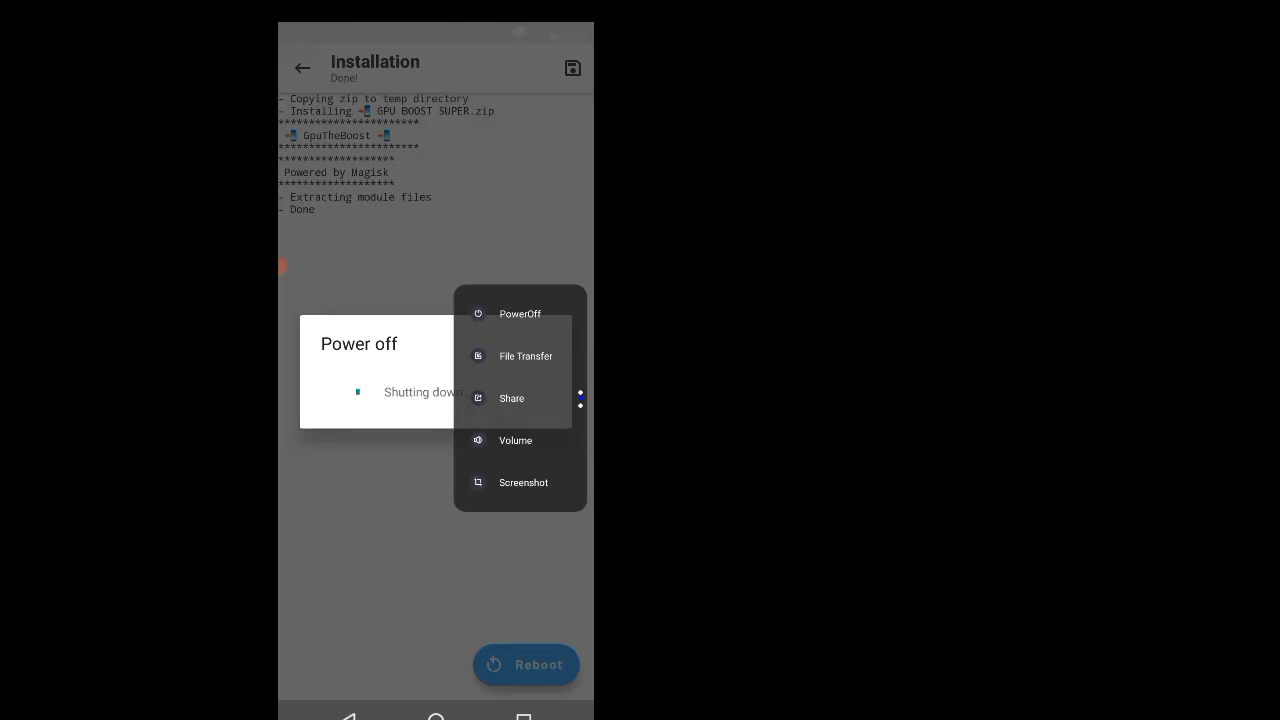 Installation
Done!
- Copying zip to temp directory
- Installing 📲 GPU BOOST SUPER.zip
************************
📲 GpuTheBoost 📲
************************
********************
Powered by Magisk
********************
- Extracting module files
- Done
Power off
Shutting down
PowerOff
File Transfer
Share
Volume
Screenshot
Reboot